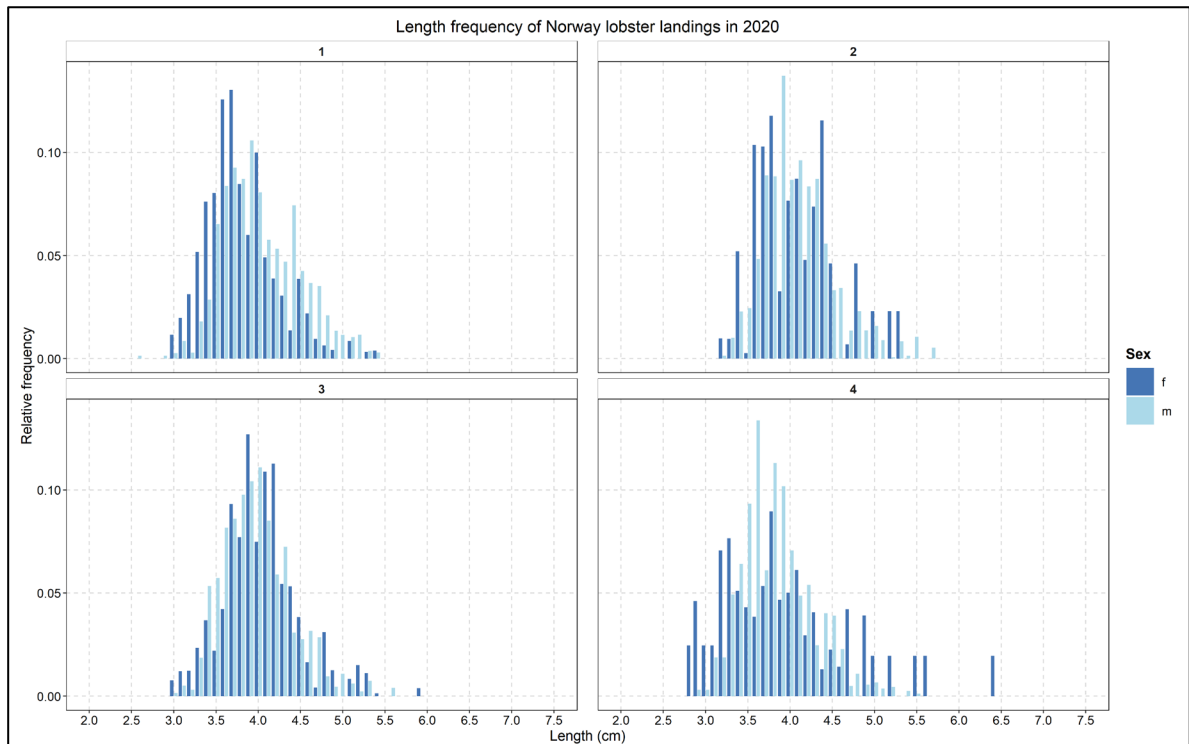 Length frequency of Norway lobster landings in 2020
1
2
0.10
0.05
0.00
3
4
0.10
0.05
0.00
2.0 2.5 3.0 3.5 4.0 4.5 5.0 5.5 6.0 6.5 7.0 7.5
2.0 2.5 3.0 3.5 4.0 4.5 5.0 5.5 6.0 6.5 7.0 7.5
Length (cm)
Relative frequency
Sex
f
m